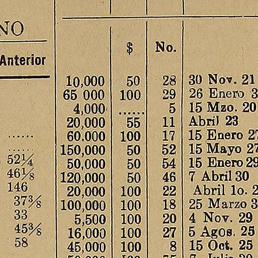 NO
$ No.
Anterior
10,000 50 28 30 Nov. 21
65 000 100 29 26 Enero 3
4,000 ...... 5 15 Mzo. 20
20,000 55 11 Abril 23
...... 60.000 100 17 15 Enero 27
...... 150,000 50 52 15 Mayo 27
52¼ 50,000 50 54 15 Enero 29
46⅛ 120,000 50 46 7 Abril 30
146 20,000 100 22 Abril 1o. 2
37⅜ 100,000 100 18 25 Marzo 3
33 5,500 100 20 4 Nov. 29
45⅜ 16,000 100 27 5 Agos. 25
58 45,000 100 8 15 Oct. 25